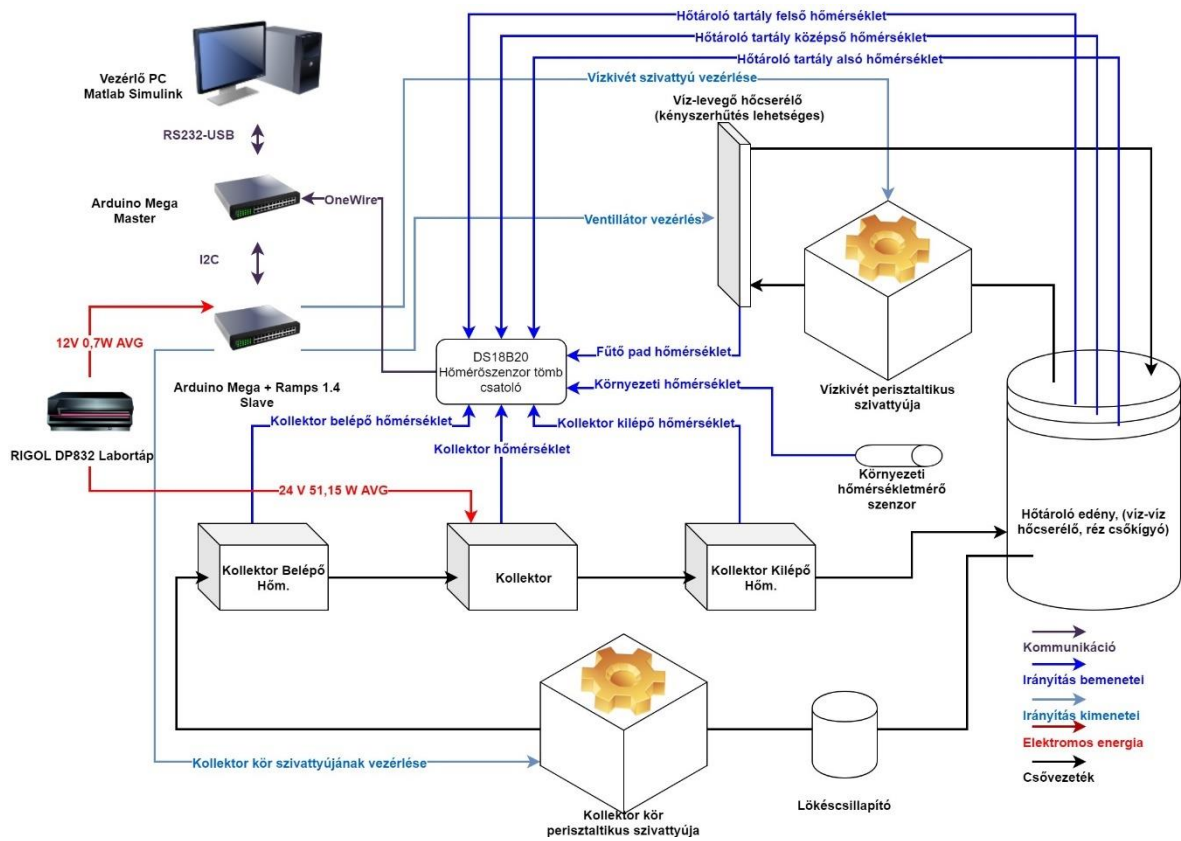 Hőtároló tartály felső hőmérséklet
Hőtároló tartály középső hőmérséklet
Hőtároló tartály alsó hőmérséklet
Vezérlő PC
Matlab Simulink
Vízkivét szivattyú vezérlése
Víz-levegő hőcserélő
(kényszerhűtés lehetséges)
RS232-USB
Arduino Mega
Master
OneWire
Ventillátor vezérlés
I2C
12V 0,7W AVG
DS18B20
Hőmérőszenzor tömb
csatoló
Fűtő pad hőmérséklet
Környezeti hőmérséklet
Vízkivét perisztaltikus
szivattyúja
Arduino Mega + Ramps 1.4
Slave
Kollektor belépő hőmérséklet
Kollektor kilépő hőmérséklet
Kollektor hőmérséklet
RIGOL DP832 Labortáp
24 V 51,15 W AVG
Környezeti
hőmérsékletmérő
szenzor
Hőtároló edény, (víz-víz
hőcserélő, réz csőkígyó)
Kollektor Belépő
Hőm.
Kollektor
Kollektor Kilépő
Hőm.
Kommunikáció
Irányítás bemenetei
Irányítás kimenetei
Elektromos energia
Csővezeték
Kollektor kör szivattyújának vezérlése
Lökéscsillapító
Kollektor kör
perisztaltikus szivattyúja